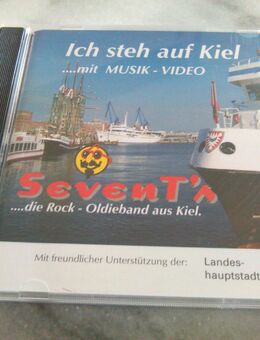 Ich steh auf Kiel
....mit MUSIK - VIDEO
SevenT's
....die Rock - Oldieband aus Kiel.
Mit freundlicher Unterstützung der:
Landes-
hauptstadt